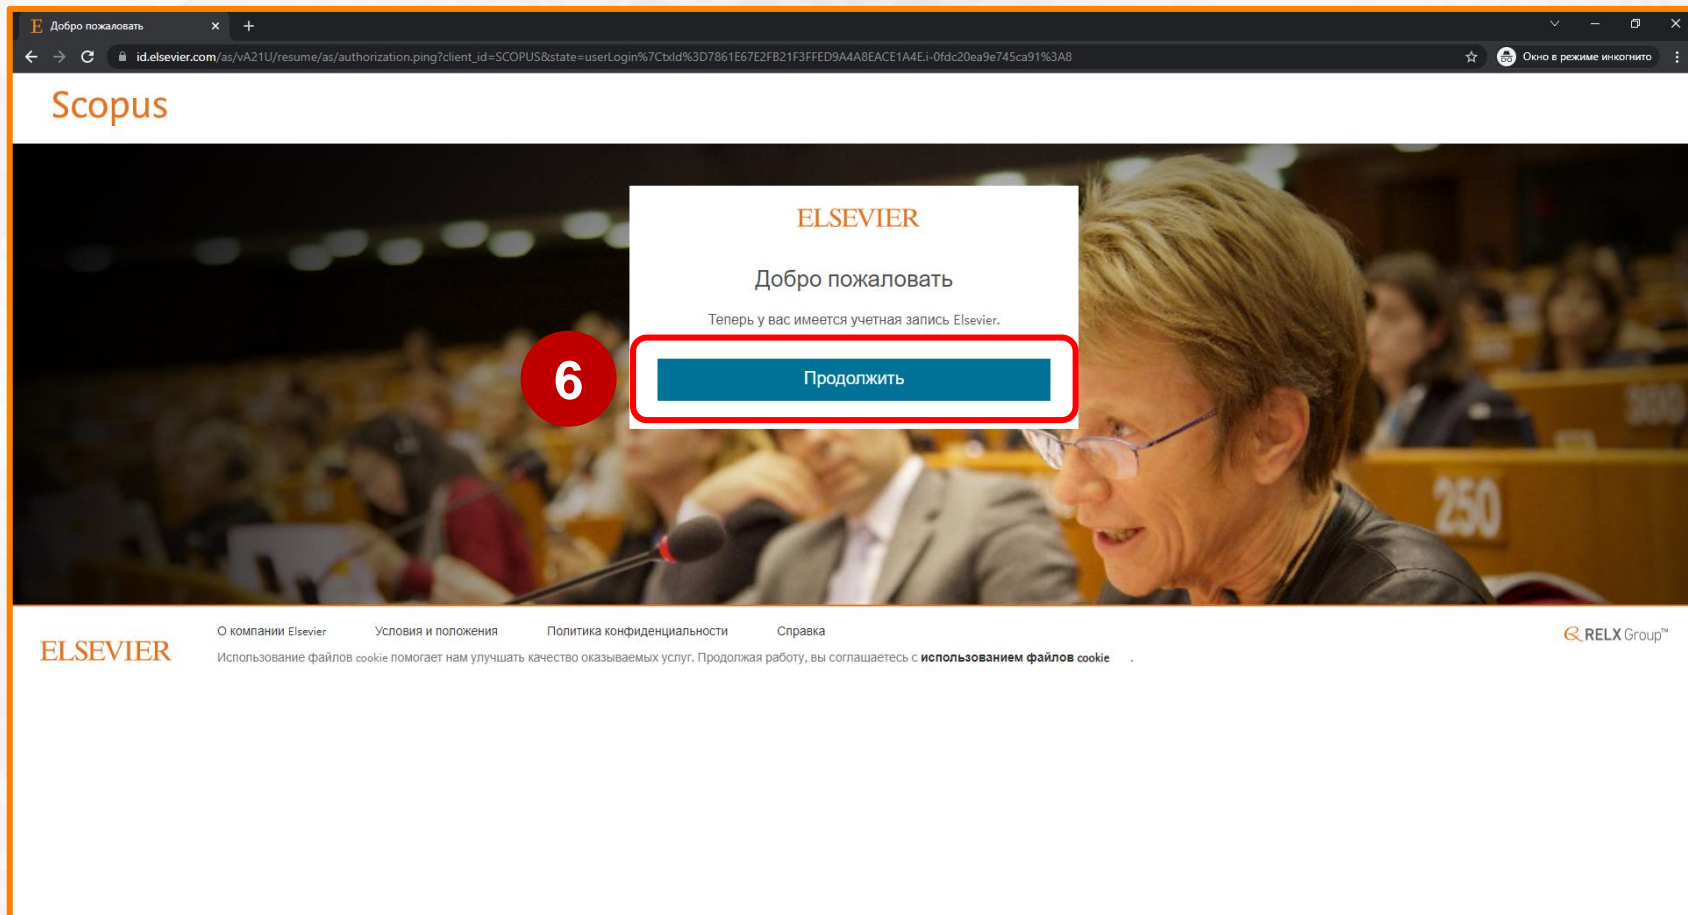 Добро пожаловать
id.elsevier.com/as/vA21U/resume/as/authorization.ping?client_id=SCOPUS&state=userLogin%7CtxId%3D7861E67E2FB21F3FFED9A4A8EACE1A4E.i-0fdc20ea9e745ca91%3A8
Окно в режиме инкогнито
Scopus
ELSEVIER
Добро пожаловать
Теперь у вас имеется учетная запись Elsevier.
6
Продолжить
300
250
ELSEVIER
О компании Elsevier Условия и положения Политика конфиденциальности Справка
Использование файлов cookie помогает нам улучшать качество оказываемых услуг. Продолжая работу, вы соглашаетесь с использованием файлов cookie .
RELX Group™